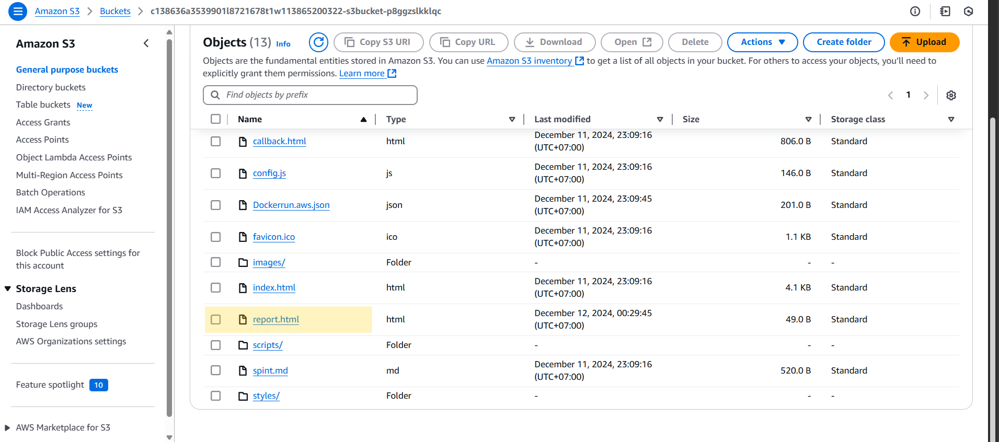 Amazon S3 > Buckets > c138636a3539901l8721678t1w113865200322-s3bucket-p8ggzslkklqc
Amazon S3
General purpose buckets
Directory buckets
Table buckets New
Access Grants
Access Points
Object Lambda Access Points
Multi-Region Access Points
Batch Operations
IAM Access Analyzer for S3
Block Public Access settings for
this account
Storage Lens
Dashboards
Storage Lens groups
AWS Organizations settings
Feature spotlight 10
AWS Marketplace for S3
Objects (13) Info Copy S3 URI Copy URL Download Open Delete Actions Create folder Upload
Objects are the fundamental entities stored in Amazon S3. You can use Amazon S3 inventory to get a list of all objects in your bucket. For others to access your objects, you'll need to
explicitly grant them permissions. Learn more
Find objects by prefix 1
Name Type Last modified Size Storage class
callback.html html December 11, 2024, 23:09:16 (UTC+07:00) 806.0 B Standard
config.js js December 11, 2024, 23:09:16 (UTC+07:00) 146.0 B Standard
Dockerrun.aws.json json December 11, 2024, 23:09:45 (UTC+07:00) 201.0 B Standard
favicon.ico ico December 11, 2024, 23:09:16 (UTC+07:00) 1.1 KB Standard
images/ Folder - - -
index.html html December 11, 2024, 23:09:16 (UTC+07:00) 4.1 KB Standard
report.html html December 12, 2024, 00:29:45 (UTC+07:00) 49.0 B Standard
scripts/ Folder - - -
spint.md md December 11, 2024, 23:09:16 (UTC+07:00) 520.0 B Standard
styles/ Folder - - -